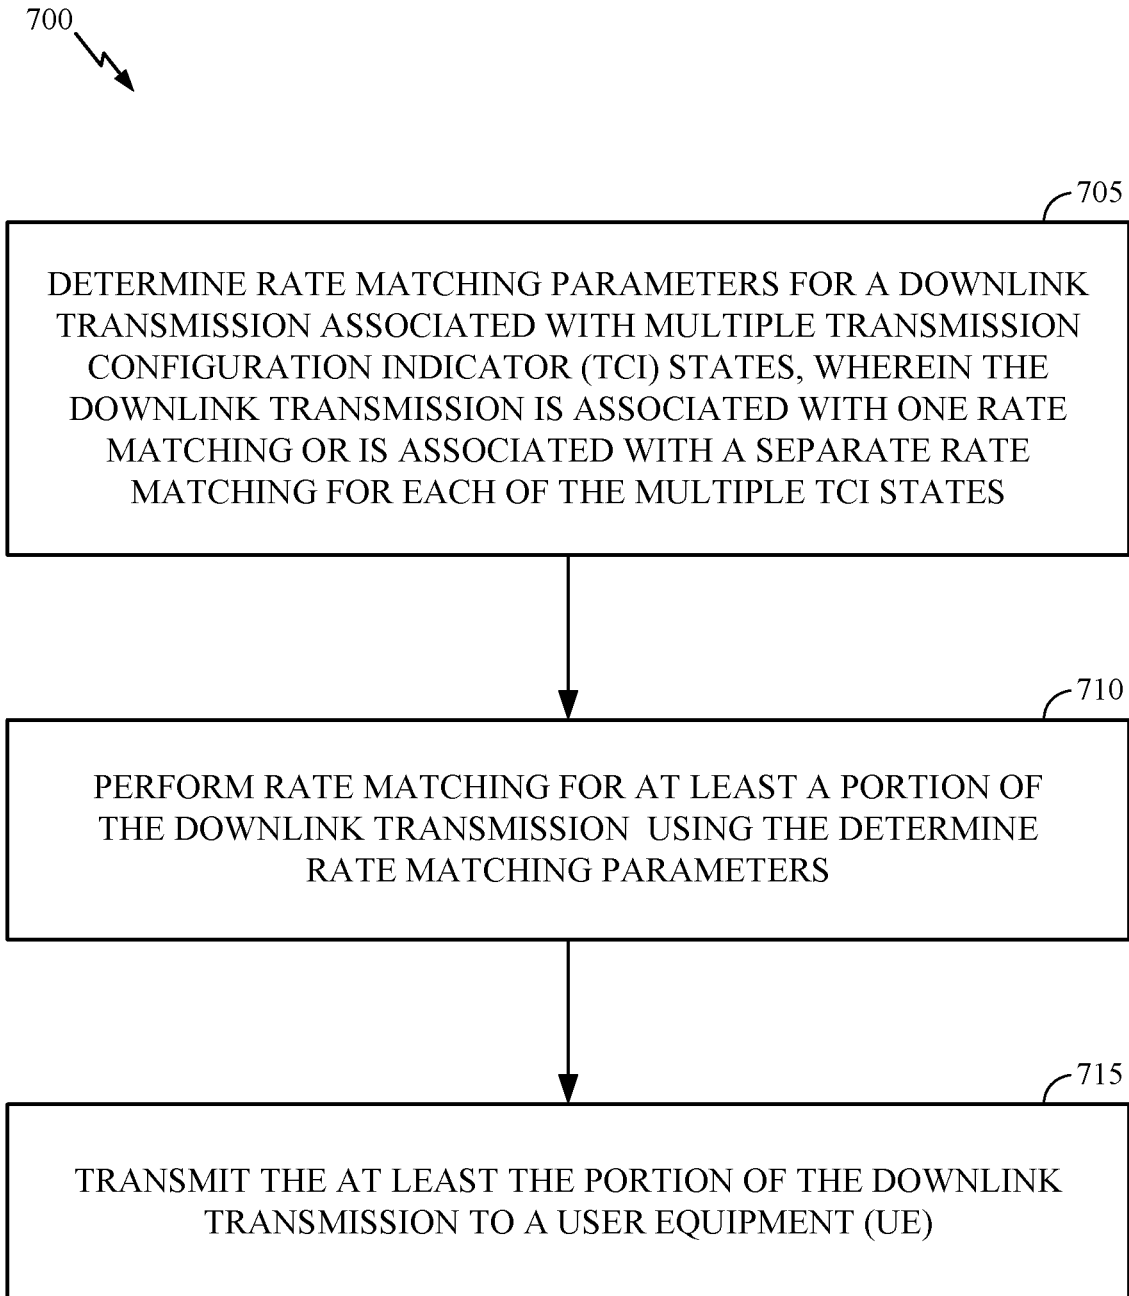 700
705
DETERMINE RATE MATCHING PARAMETERS FOR A DOWNLINK
TRANSMISSION ASSOCIATED WITH MULTIPLE TRANSMISSION
CONFIGURATION INDICATOR (TCI) STATES, WHEREIN THE
DOWNLINK TRANSMISSION IS ASSOCIATED WITH ONE RATE
MATCHING OR IS ASSOCIATED WITH A SEPARATE RATE
MATCHING FOR EACH OF THE MULTIPLE TCI STATES
710
PERFORM RATE MATCHING FOR AT LEAST A PORTION OF
THE DOWNLINK TRANSMISSION USING THE DETERMINE
RATE MATCHING PARAMETERS
715
TRANSMIT THE AT LEAST THE PORTION OF THE DOWNLINK
TRANSMISSION TO A USER EQUIPMENT (UE)